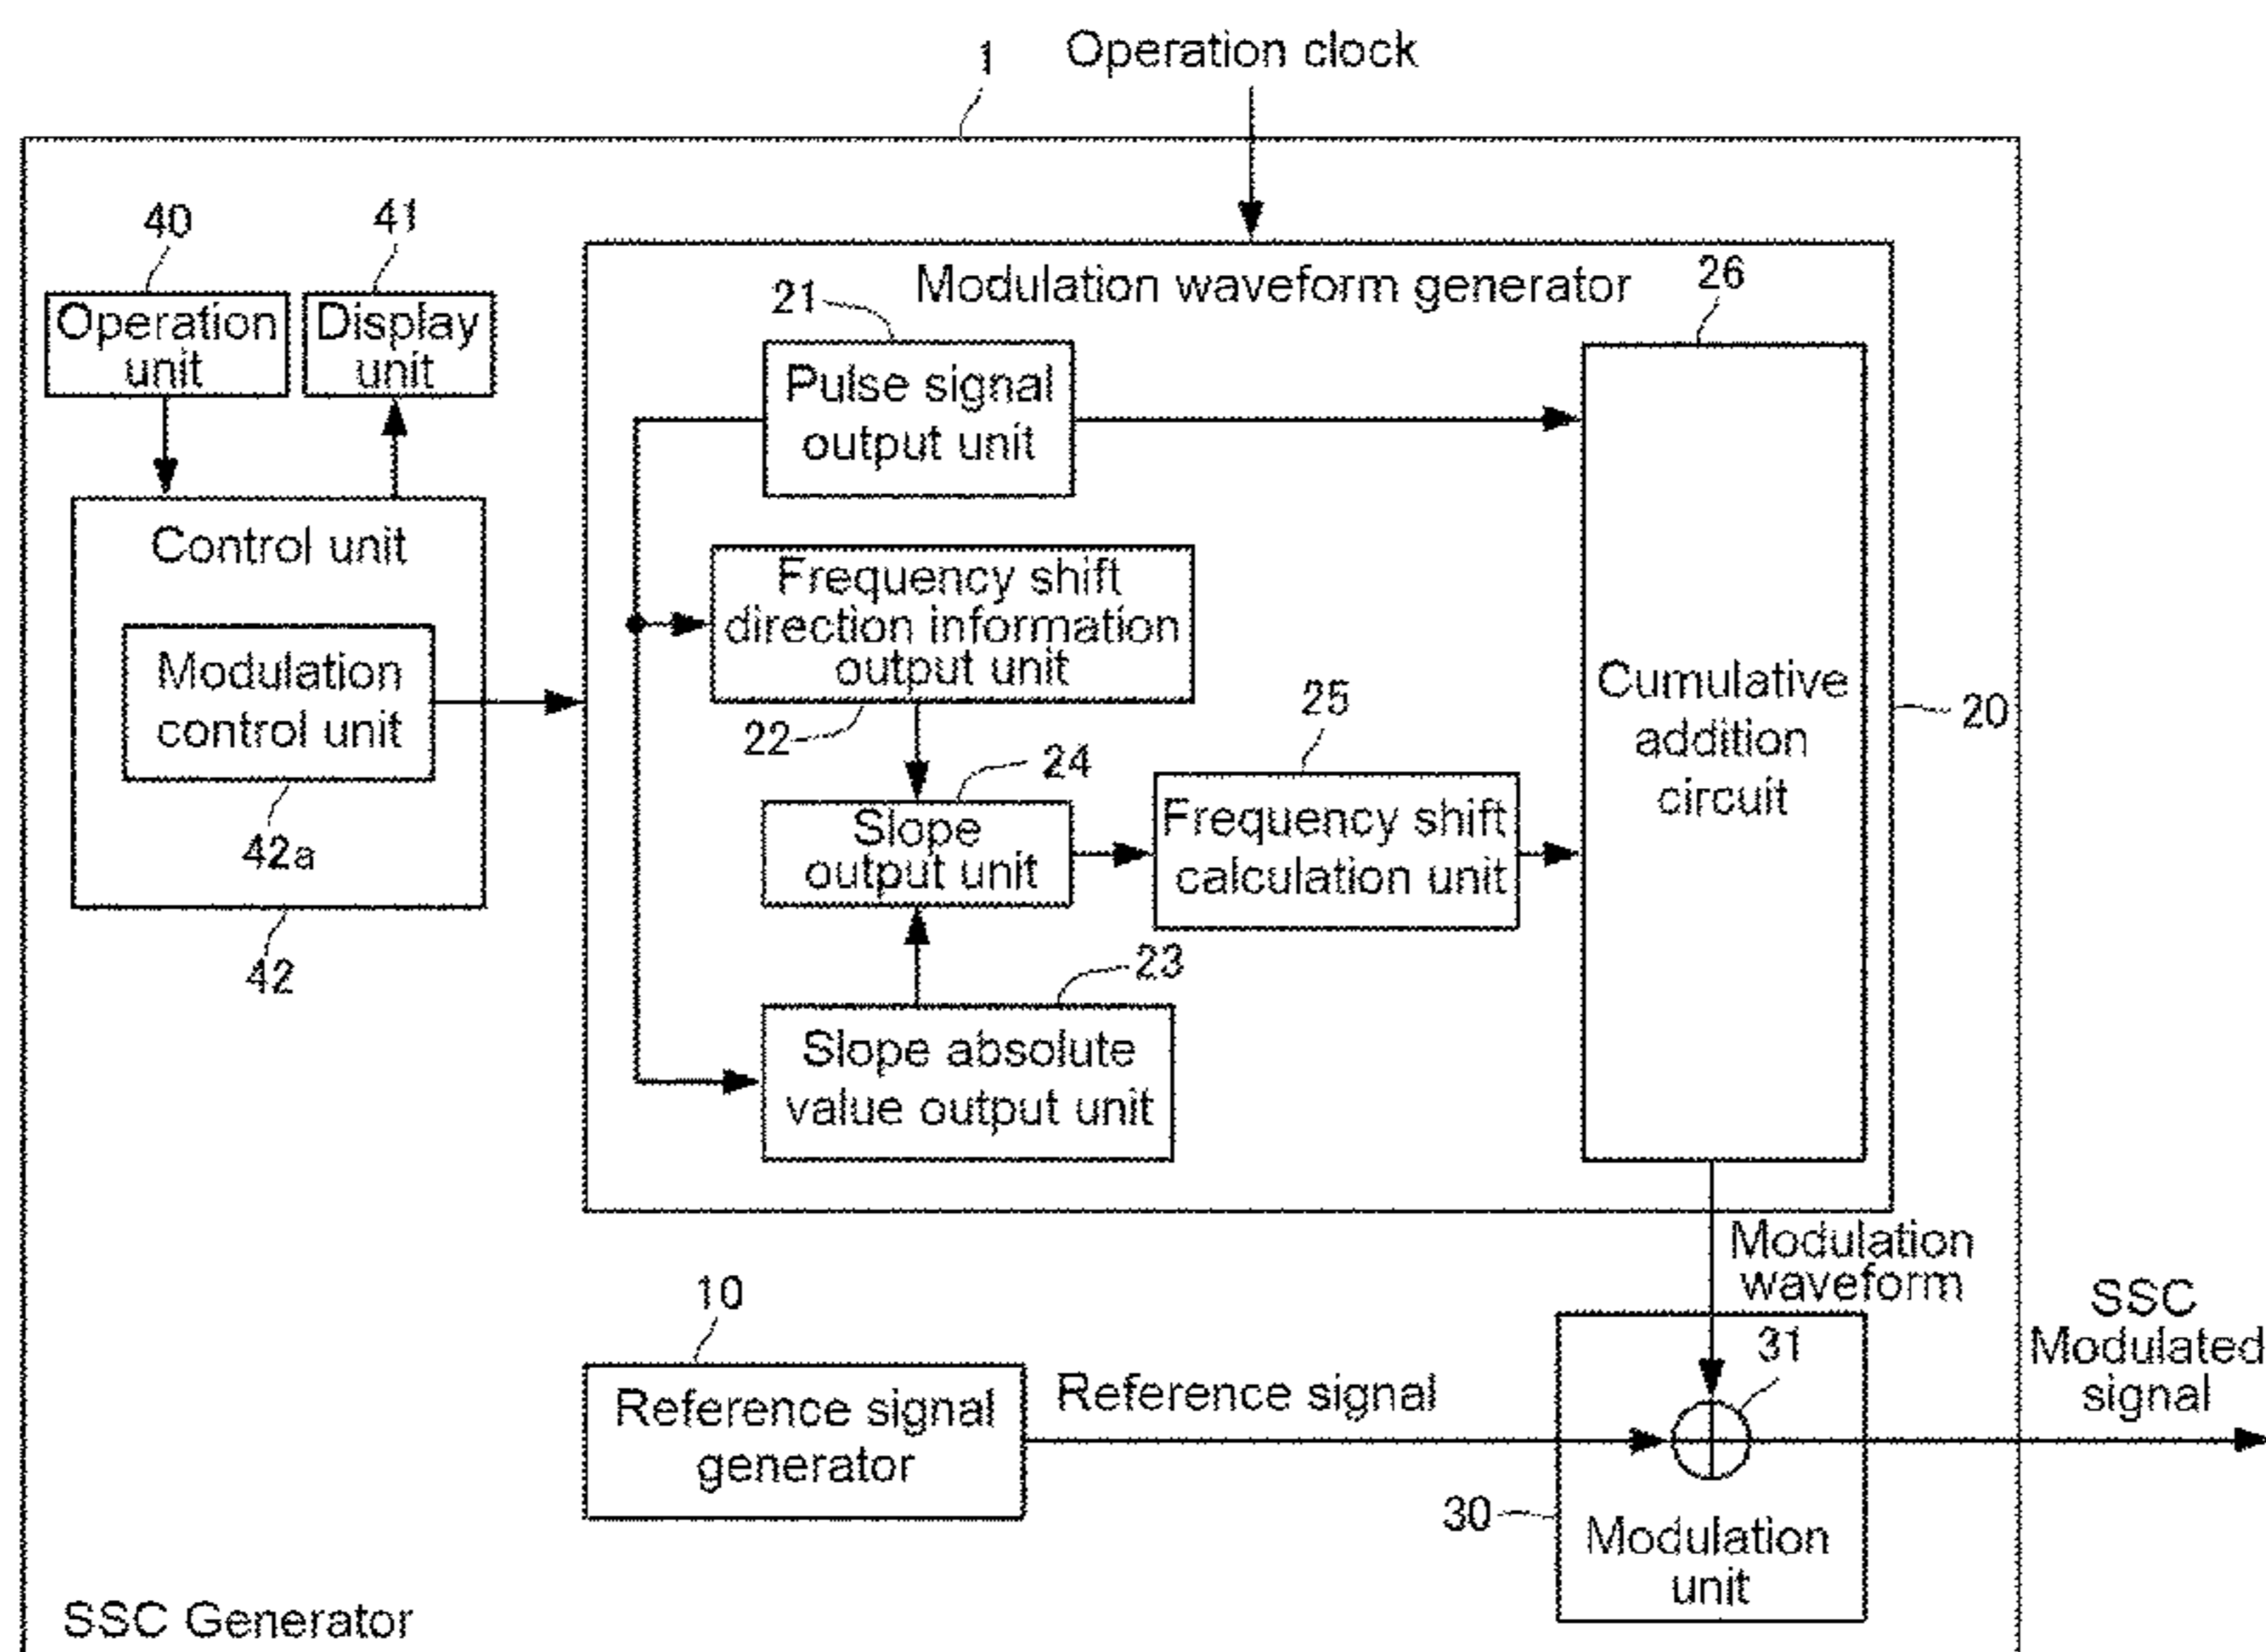 1
Operation clock
40
41
Operation
unit
Display
unit
Modulation waveform generator
21
26
Pulse signal
output unit
Control unit
Modulation
control unit
42a
42
Frequency shift
direction information
output unit
22
24
25
20
Slope
output unit
Frequency shift
calculation unit
Cumulative
addition
circuit
23
Slope absolute
value output unit
Modulation
waveform
10
Reference signal
generator
Reference signal
31
30
Modulation
unit
SSC
Modulated
signal
SSC Generator